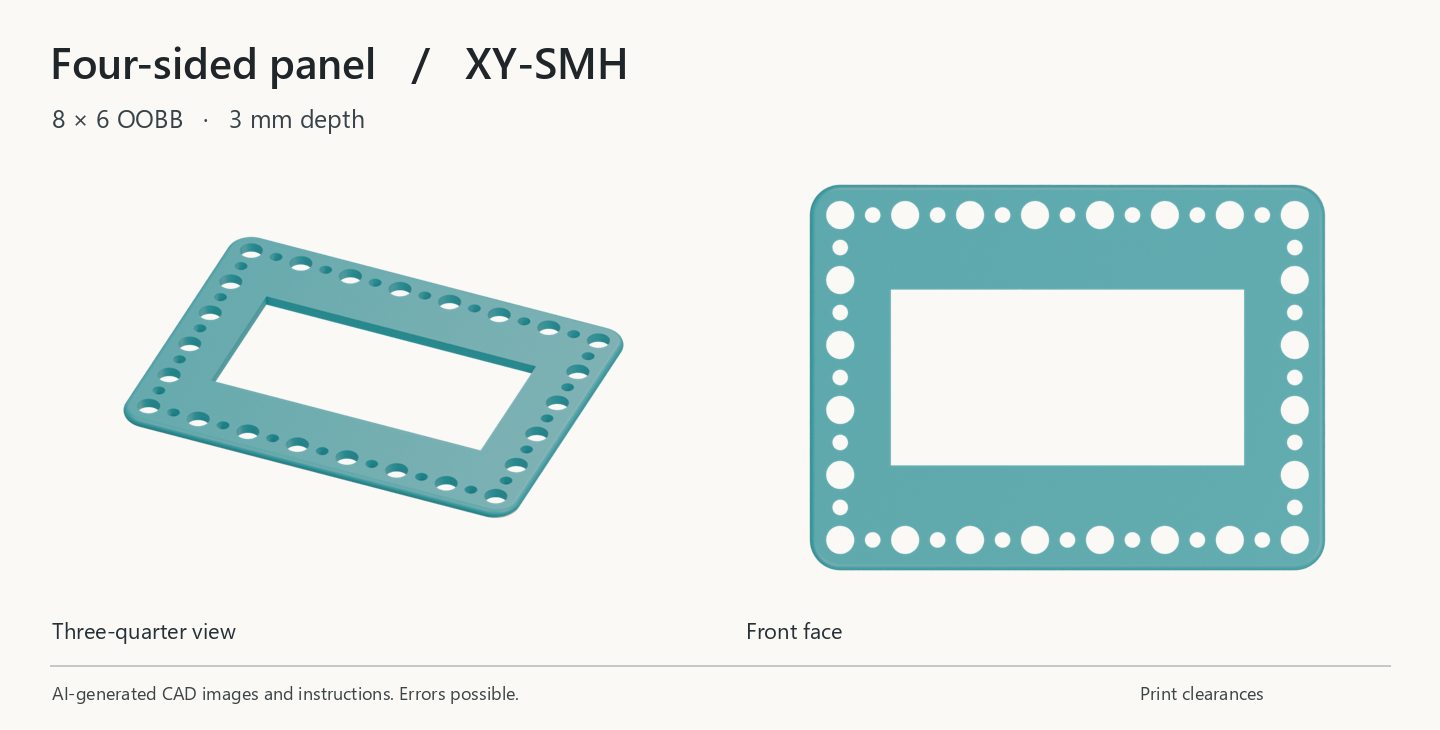 Four-sided panel / XY-SMH
8 × 6 OOBB · 3 mm depth
Three-quarter view
Front face
AI-generated CAD images and instructions. Errors possible.
Print clearances